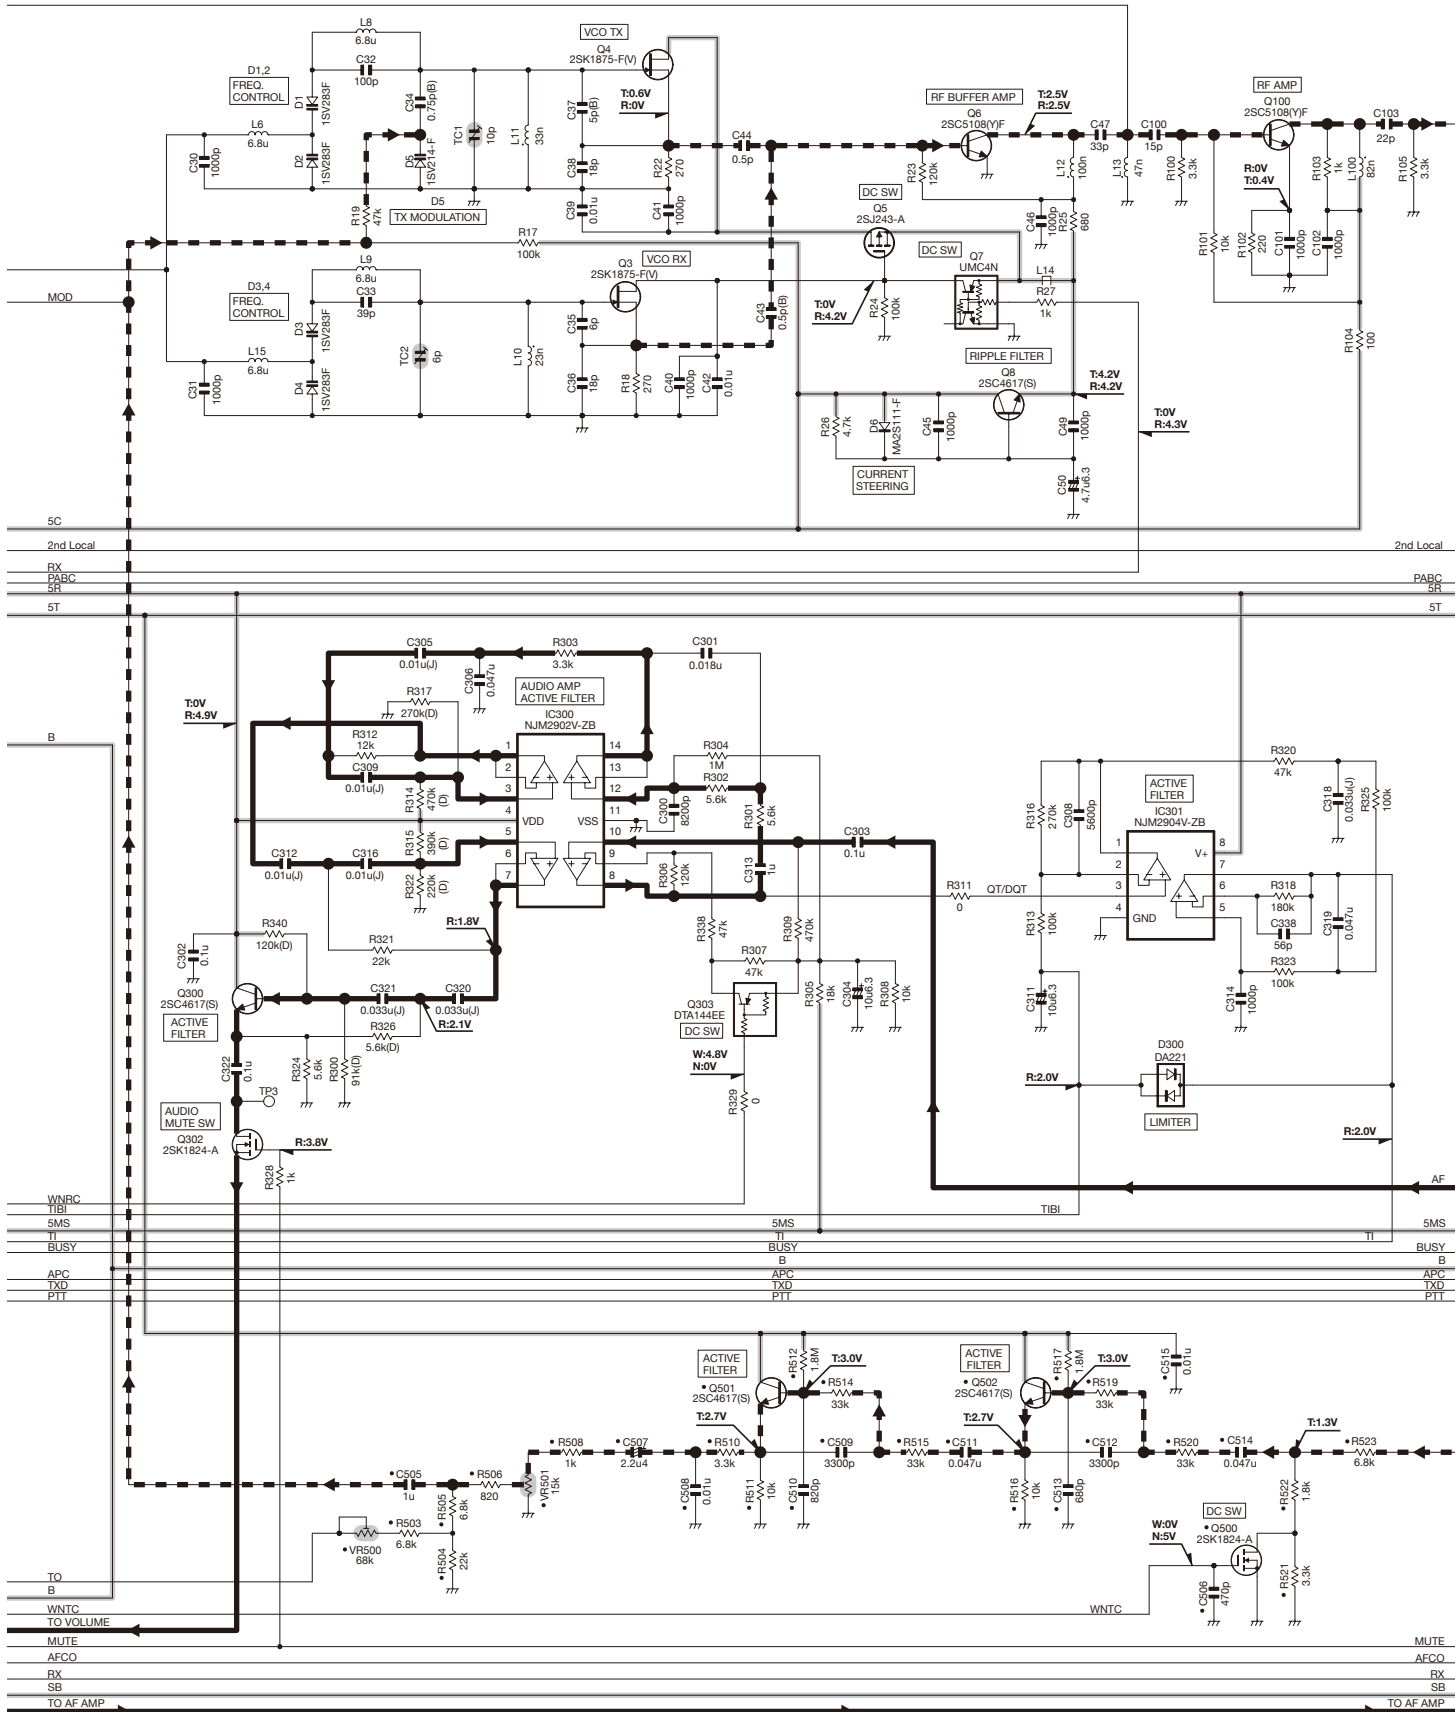 L8
6.8u
C32
100p
D1,2
FREQ.
CONTROL
D1
1SV283F
L6
6.8u
C30
1000p
D2
1SV283F
C34
0.75p(B)
D5
1SV214-F
D5
TX MODULATION
R19
47k
TC1
10p
L11
33n
C37
5p(B)
C38
18p
C39
0.01u
VCO TX
Q4
2SK1875-F(V)
T:0.6V
R:0V
R22
270
C41
1000p
C44
0.5p
RF BUFFER AMP
Q6
2SC5108(Y)F
T:2.5V
R:2.5V
R23
120k
C47
33p
C100
15p
L12
100n
L13
47n
R100
3.3k
RF AMP
Q100
2SC5108(Y)F
C103
22p
R:0V
T:0.4V
R103
1k
L100
82n
R105
3.3k
R101
10k
R102
220
C101
1000p
C102
1000p
R104
100
DC SW
Q5
2SJ243-A
C46
1000p
R25
680
R17
100k
DC SW
Q7
UMC4N
L14
R27
1k
T:0V
R:4.2V
R24
100k
MOD
D3,4
FREQ.
CONTROL
L9
6.8u
C33
39p
D3
1SV283F
L15
6.8u
C31
1000p
D4
1SV283F
TC2
6p
L10
23n
C35
6p
C36
18p
Q3
2SK1875-F(V)
VCO RX
R18
270
C40
1000p
C42
0.01u
C43
0.5p(B)
RIPPLE FILTER
Q8
2SC4617(S)
T:4.2V
R:4.2V
R26
4.7k
D6
MA2S111-F
C45
1000p
C49
1000p
C50
4.7u6.3
CURRENT
STEERING
T:0V
R:4.3V
5C
2nd Local
2nd Local
RX
PABC
PABC
5R
5R
5T
5T
C305
0.01u(J)
C306
0.047u
R303
3.3k
C301
0.018u
R317
270k(D)
AUDIO AMP
ACTIVE FILTER
IC300
NJM2902V-ZB
T:0V
R:4.9V
R312
12k
C309
0.01u(J)
R314
470k
(D)
R315
390k
(D)
R322
220k
(D)
1
2
3
4
5
6
7
14
13
12
11
10
9
8
VDD
VSS
R304
1M
R302
5.6k
C300
8200p
R301
5.6k
C303
0.1u
C313
1u
R306
120k
B
C312
0.01u(J)
C316
0.01u(J)
R:1.8V
R340
120k(D)
R321
22k
C302
0.1u
Q300
2SC4617(S)
ACTIVE
FILTER
C321
0.033u(J)
C320
0.033u(J)
R:2.1V
R326
5.6k(D)
R324
5.6k
R300
91k(D)
C322
0.1u
TP3
AUDIO
MUTE SW
Q302
2SK1824-A
R:3.8V
R328
1k
R338
47k
R309
470k
R307
47k
Q303
DTA144EE
DC SW
R305
18k
C304
10u6.3
R308
10k
W:4.8V
N:0V
R329
0
R311
0
QT/DQT
R320
47k
R316
270k
C308
5600p
ACTIVE
FILTER
IC301
NJM2904V-ZB
1
2
3
4
8
7
6
5
V+
GND
C318
0.033u(J)
R325
100k
R318
180k
C338
56p
C319
0.047u
R313
100k
R323
100k
C311
10u6.3
C314
1000p
D300
DA221
R:2.0V
LIMITER
R:2.0V
AF
WNRC
TIBI
TIBI
5MS
5MS
5MS
TI
TI
TI
BUSY
BUSY
BUSY
B
B
APC
APC
APC
TXD
TXD
TXD
PTT
PTT
PTT
ACTIVE
FILTER
• Q501
2SC4617(S)
• R512
1.8M
T:3.0V
• R514
33k
T:2.7V
ACTIVE
FILTER
• Q502
2SC4617(S)
• R517
1.8M
T:3.0V
• R519
33k
T:2.7V
• C515
0.01u
• R508
1k
• C507
2.2u4
• R510
3.3k
• C509
3300p
• R515
33k
• C511
0.047u
• C512
3300p
• R520
33k
• C514
0.047u
T:1.3V
• R523
6.8k
• C505
1u
• R506
820
• VR501
15k
• C508
0.01u
• R511
10k
• C510
820p
• R516
10k
• C513
680p
• R522
1.8k
• R505
6.8k
• R503
6.8k
• VR500
68k
• R504
22k
DC SW
• Q500
2SK1824-A
W:0V
N:5V
• C506
470p
• R521
3.3k
TO
B
WNTC
WNTC
TO VOLUME
MUTE
MUTE
AFCO
AFCO
RX
RX
SB
SB
TO AF AMP
TO AF AMP